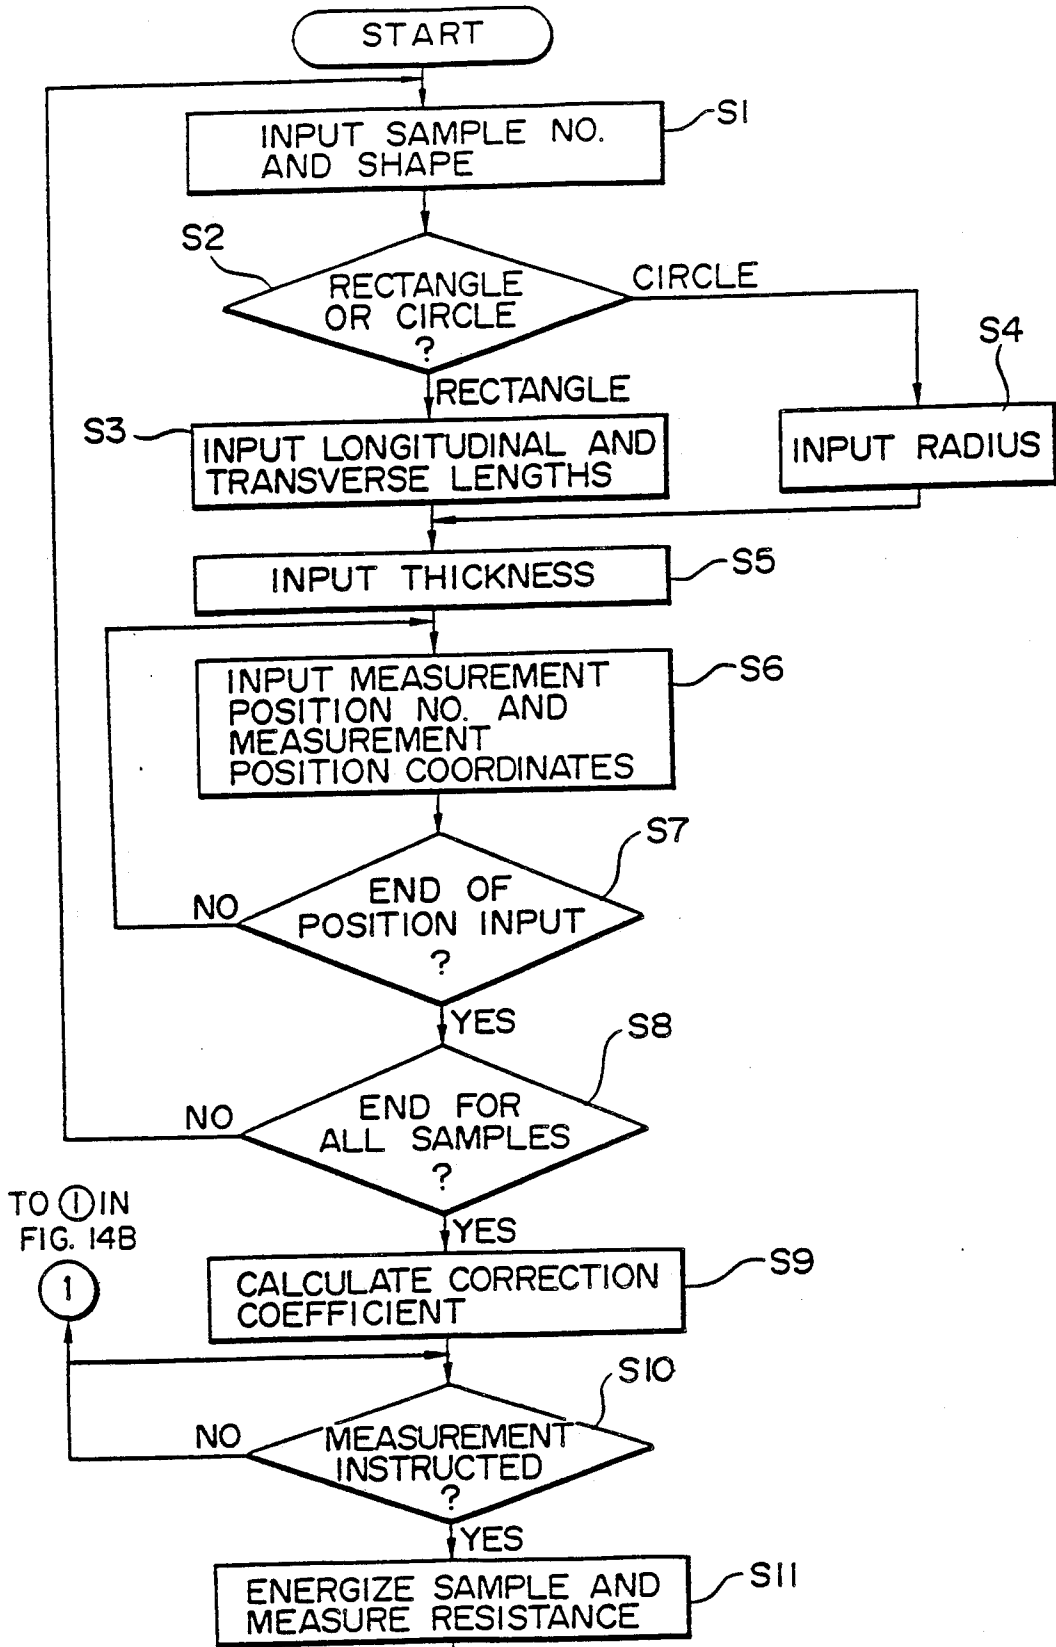 START
INPUT SAMPLE NO.
AND SHAPE
S1
S2
RECTANGLE
OR CIRCLE
?
CIRCLE
RECTANGLE
S3
INPUT LONGITUDINAL AND
TRANSVERSE LENGTHS
S4
INPUT RADIUS
INPUT THICKNESS
S5
INPUT MEASUREMENT
POSITION NO. AND
MEASUREMENT
POSITION COORDINATES
S6
S7
END OF
POSITION INPUT
?
NO
YES
S8
END FOR
ALL SAMPLES
?
NO
YES
TO ① IN
FIG. 14B
1
CALCULATE CORRECTION
COEFFICIENT
S9
S10
MEASUREMENT
INSTRUCTED
?
NO
YES
ENERGIZE SAMPLE AND
MEASURE RESISTANCE
S11